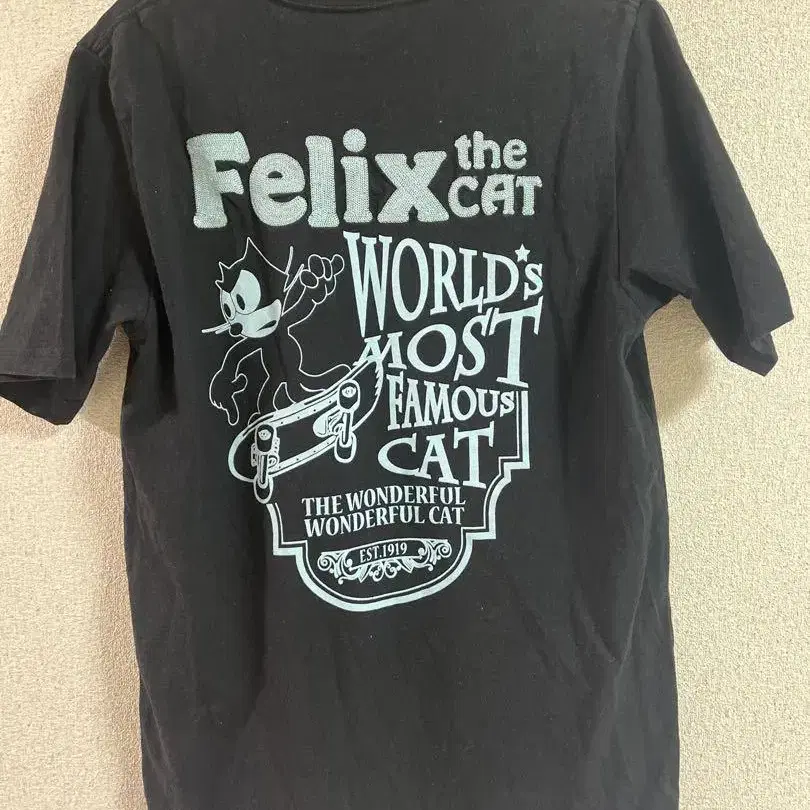 Felix the CAT
WORLD'S
MOST
FAMOUS
CAT
THE WONDERFUL
WONDERFUL CAT
EST.1919